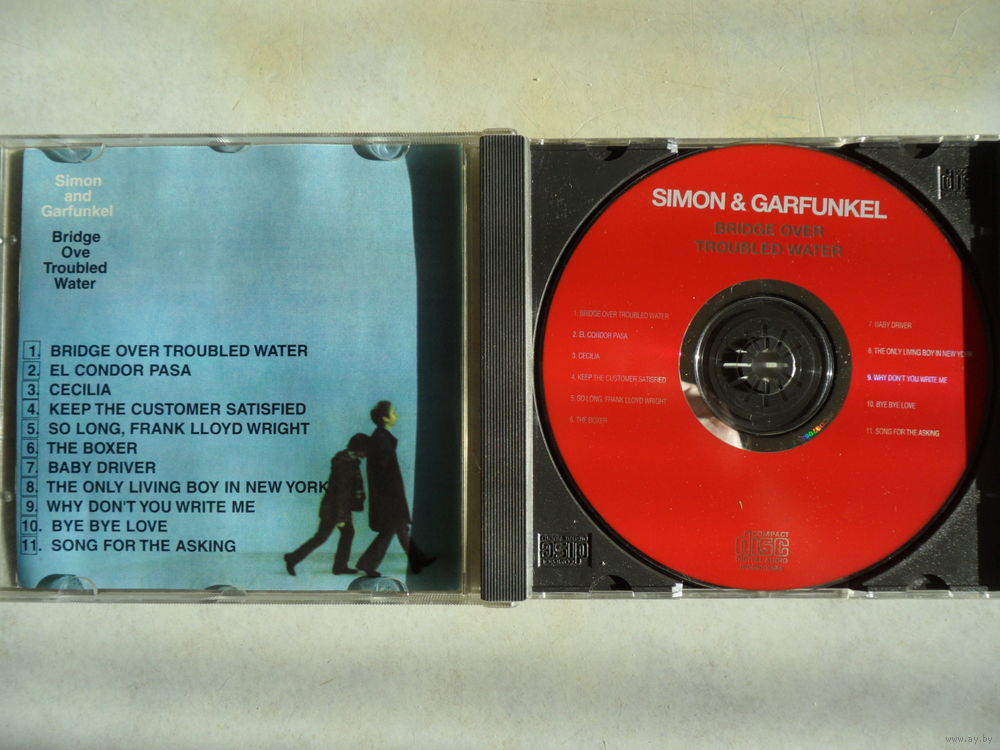 Simon
and
Garfunkel
Bridge
Ove
Troubled
Water
1. BRIDGE OVER TROUBLED WATER
2. EL CONDOR PASA
3. CECILIA
4. KEEP THE CUSTOMER SATISFIED
5. SO LONG, FRANK LLOYD WRIGHT
6. THE BOXER
7. BABY DRIVER
8. THE ONLY LIVING BOY IN NEW YORK
9. WHY DON'T YOU WRITE ME
10. BYE BYE LOVE
11. SONG FOR THE ASKING
SIMON & GARFUNKEL
BRIDGE OVER
TROUBLED WATER
1. BRIDGE OVER TROUBLED WATER
2. EL CONDOR PASA
3. CECILIA
4. KEEP THE CUSTOMER SATISFIED
5. SO LONG, FRANK LLOYD WRIGHT
6. THE BOXER
7. BABY DRIVER
8. THE ONLY LIVING BOY IN NEW YORK
9. WHY DON'T YOU WRITE ME
10. BYE BYE LOVE
11. SONG FOR THE ASKING
COMPACT
disc
DIGITAL AUDIO
www.ay.by